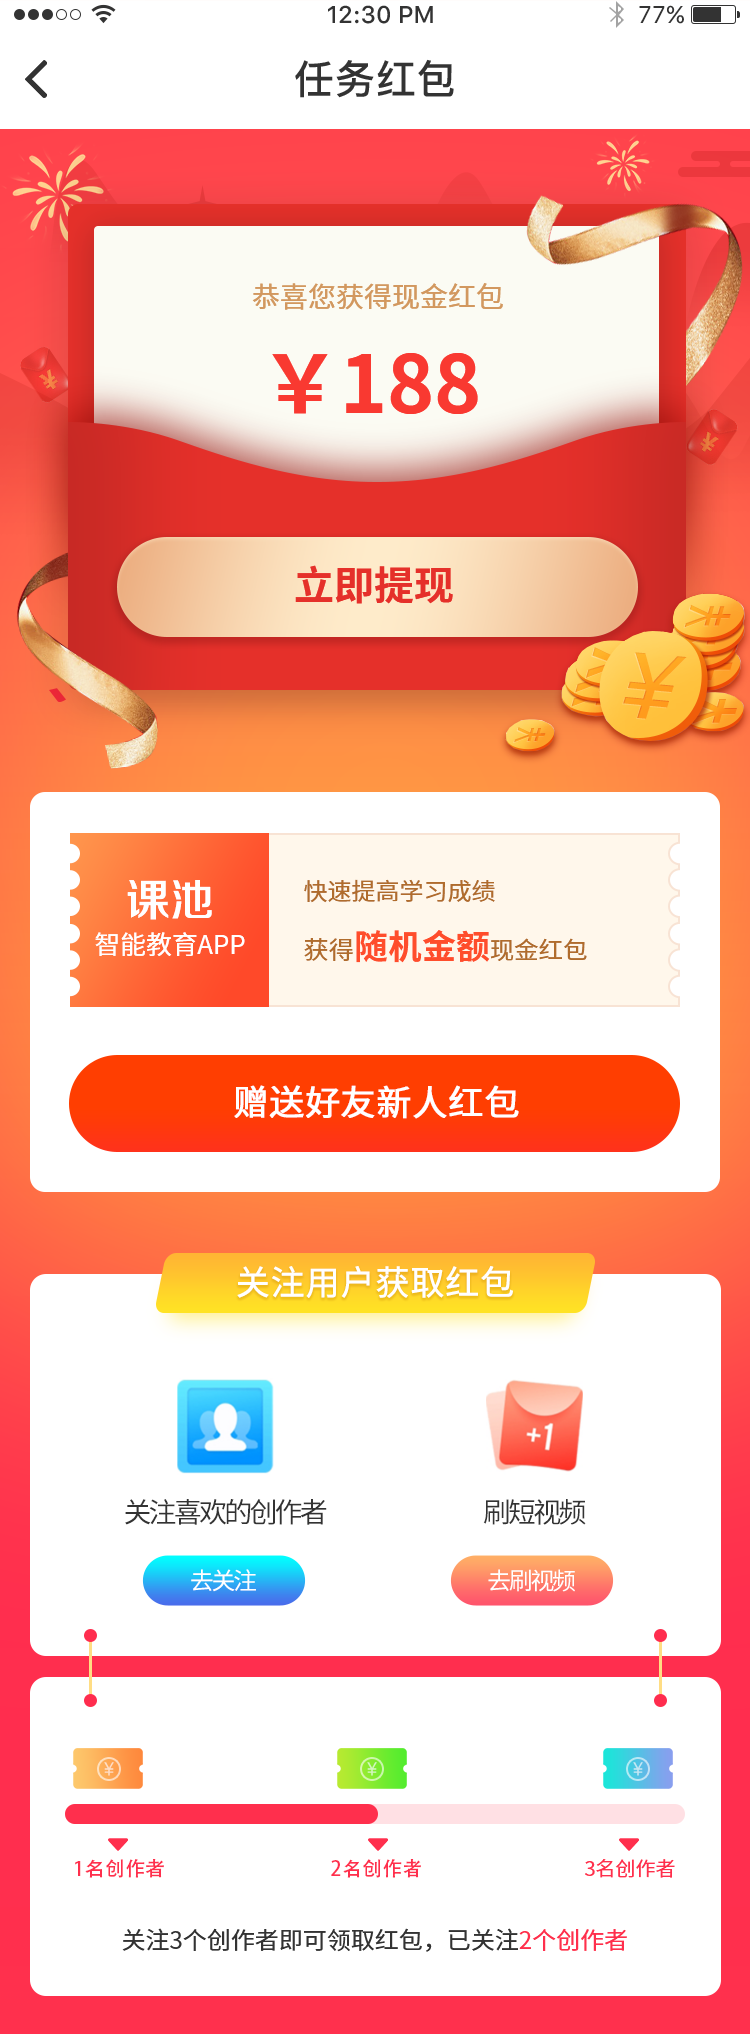 12:30 PM
77%
任务红包
恭喜您获得现金红包
￥188
立即提现
课池
智能教育APP
快速提高学习成绩
获得随机金额现金红包
赠送好友新人红包
关注用户获取红包
+1
关注喜欢的创作者
刷短视频
去关注
去刷视频
1名创作者
2名创作者
3名创作者
关注3个创作者即可领取红包，已关注2个创作者